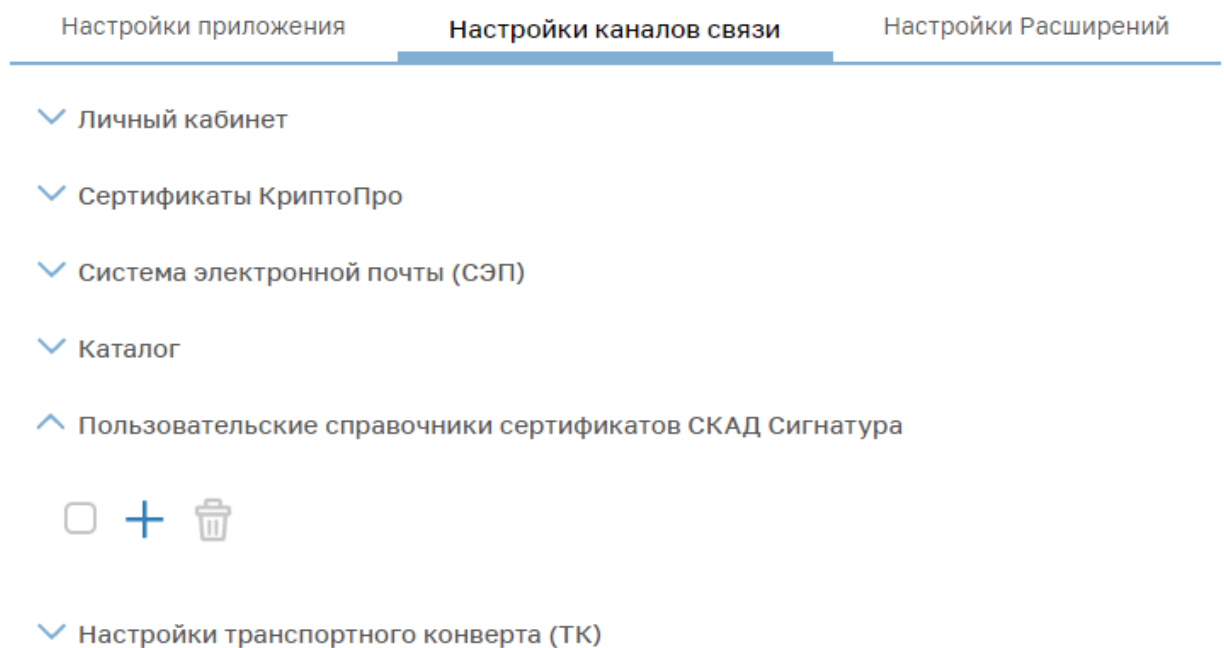 Настройки приложения
Настройки каналов связи
Настройки Расширений
Личный кабинет
Сертификаты КриптоПро
Система электронной почты (СЭП)
Каталог
Пользовательские справочники сертификатов СКАД Сигнатура
Настройки транспортного конверта (ТК)